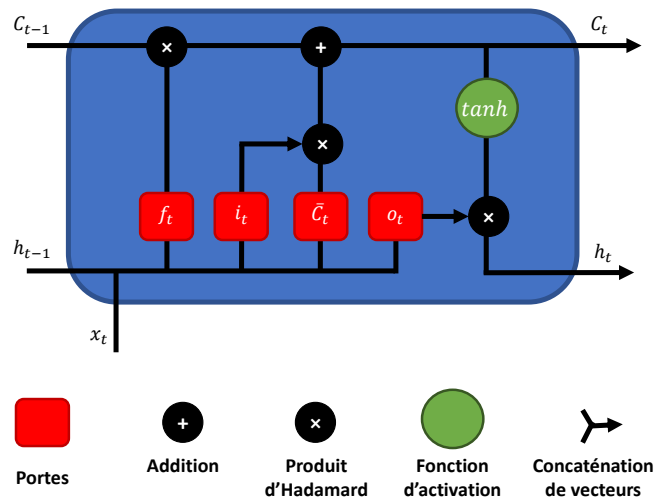 C_{t-1} C_t
×
+
tanh
×
f_t i_t C̄_t o_t
×
h_{t-1} h_t
x_t
+
×
Portes
Addition
Produit
d'Hadamard
Fonction
d'activation
Concaténation
de vecteurs